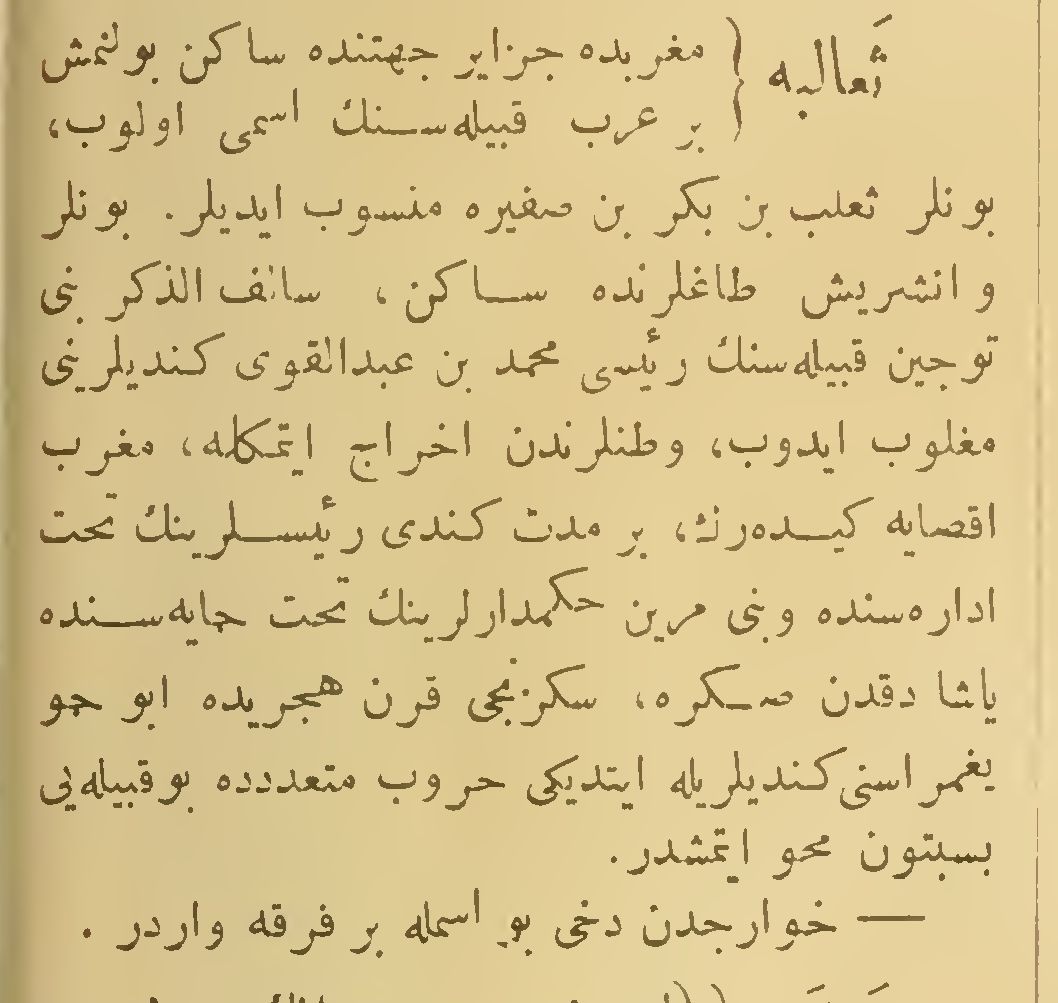 ثعالبه { مغربده جزایر جهتنده ساکن بولنمش
بر عرب قبیله‌سنك اسمی اولوب،
بونلر ثعلب بن بکر بن صغیره منسوب ایدیلر. بونلر
وانشریش طاغلرنده ساکن، سالف الذکر بنی
توجین قبیله‌سنك رئیسی محمد بن عبدالقوی کندیلرینی
مغلوب ایدوب، وطنلرندن اخراج ایتمکله، مغرب
اقصایه کیده‌رك، بر مدت کندی رئیسلرینك تحت
اداره‌سنده و بنی مرین حکمدارلرینك تحت حمایه‌سنده
یاشادقدن صکره، سکزنجی قرن هجریده ابو حمو
یغمراسنی کندیلریله ایتدیکی حروب متعددده بو قبیله‌یی
بسبتون محو ایتمشدر.
— خوارجدن دخی بو اسمله بر فرقه واردر .